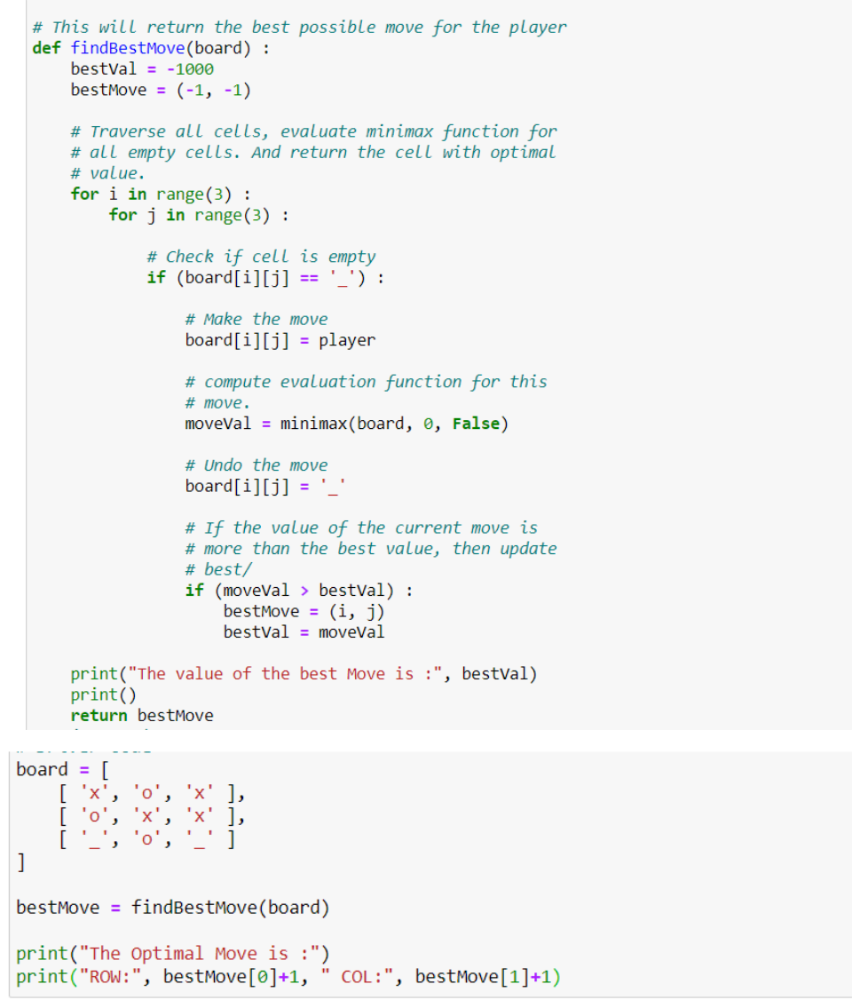 # This will return the best possible move for the player
def findBestMove(board) :
    bestVal = -1000
    bestMove = (-1, -1)

    # Traverse all cells, evaluate minimax function for
    # all empty cells. And return the cell with optimal
    # value.
    for i in range(3) :
        for j in range(3) :

            # Check if cell is empty
            if (board[i][j] == '_') :

                # Make the move
                board[i][j] = player

                # compute evaluation function for this
                # move.
                moveVal = minimax(board, 0, False)

                # Undo the move
                board[i][j] = '_'

                # If the value of the current move is
                # more than the best value, then update
                # best/
                if (moveVal > bestVal) :
                    bestMove = (i, j)
                    bestVal = moveVal

    print("The value of the best Move is :", bestVal)
    print()
    return bestMove
board = [
    [ 'x', 'o', 'x' ],
    [ 'o', 'x', 'x' ],
    [ '_', 'o', '_' ]
]

bestMove = findBestMove(board)

print("The Optimal Move is :")
print("ROW:", bestMove[0]+1, " COL:", bestMove[1]+1)